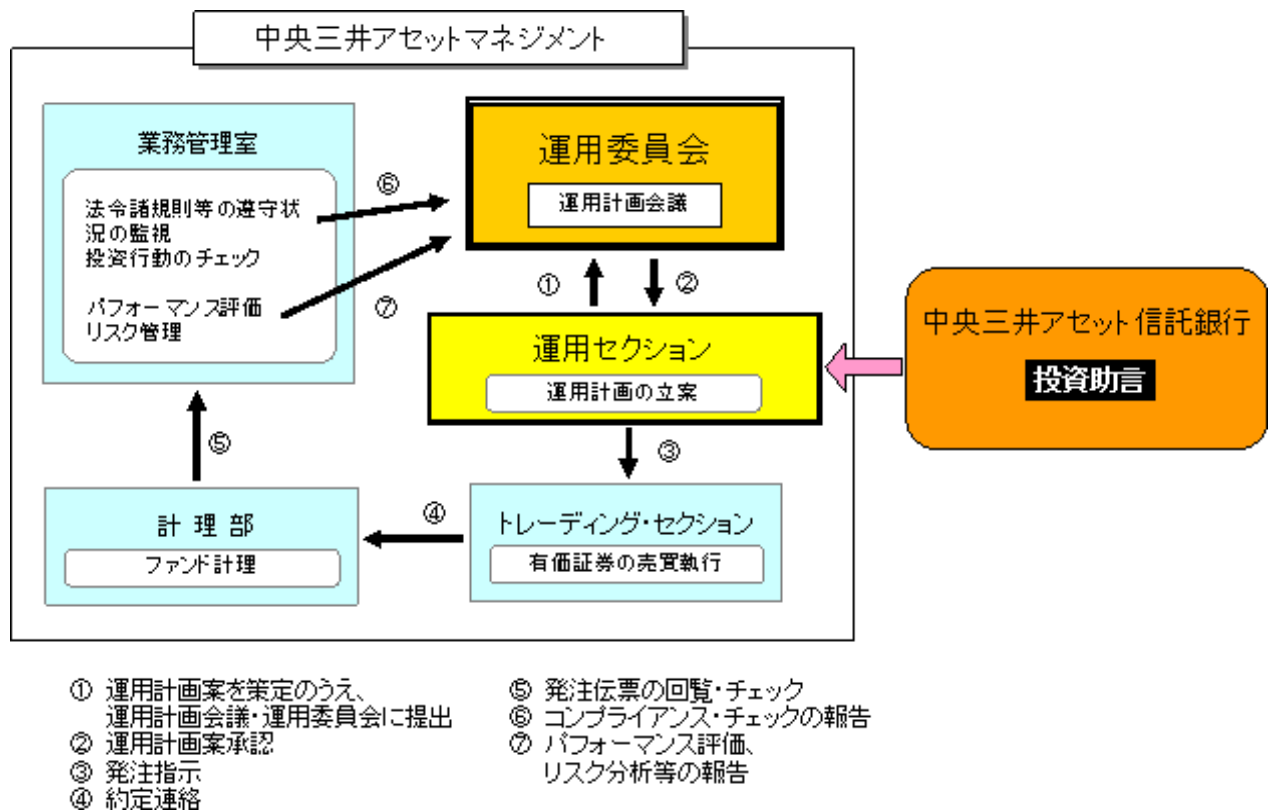 中央三井アセットマネジメント
業務管理室
法令諸規則等の遵守状
況の監視
投資行動のチェック
パフォーマンス評価
リスク管理
⑥
⑦
運用委員会
運用計画会議
①
②
運用セクション
運用計画の立案
中央三井アセット信託銀行
投資助言
③
⑤
④
計理部
ファンド計理
トレーディング・セクション
有価証券の売買執行
① 運用計画案を策定のうえ、
運用計画会議・運用委員会に提出
② 運用計画案承認
③ 発注指示
④ 約定連絡
⑤ 発注伝票の回覧・チェック
⑥ コンプライアンス・チェックの報告
⑦ パフォーマンス評価、
リスク分析等の報告